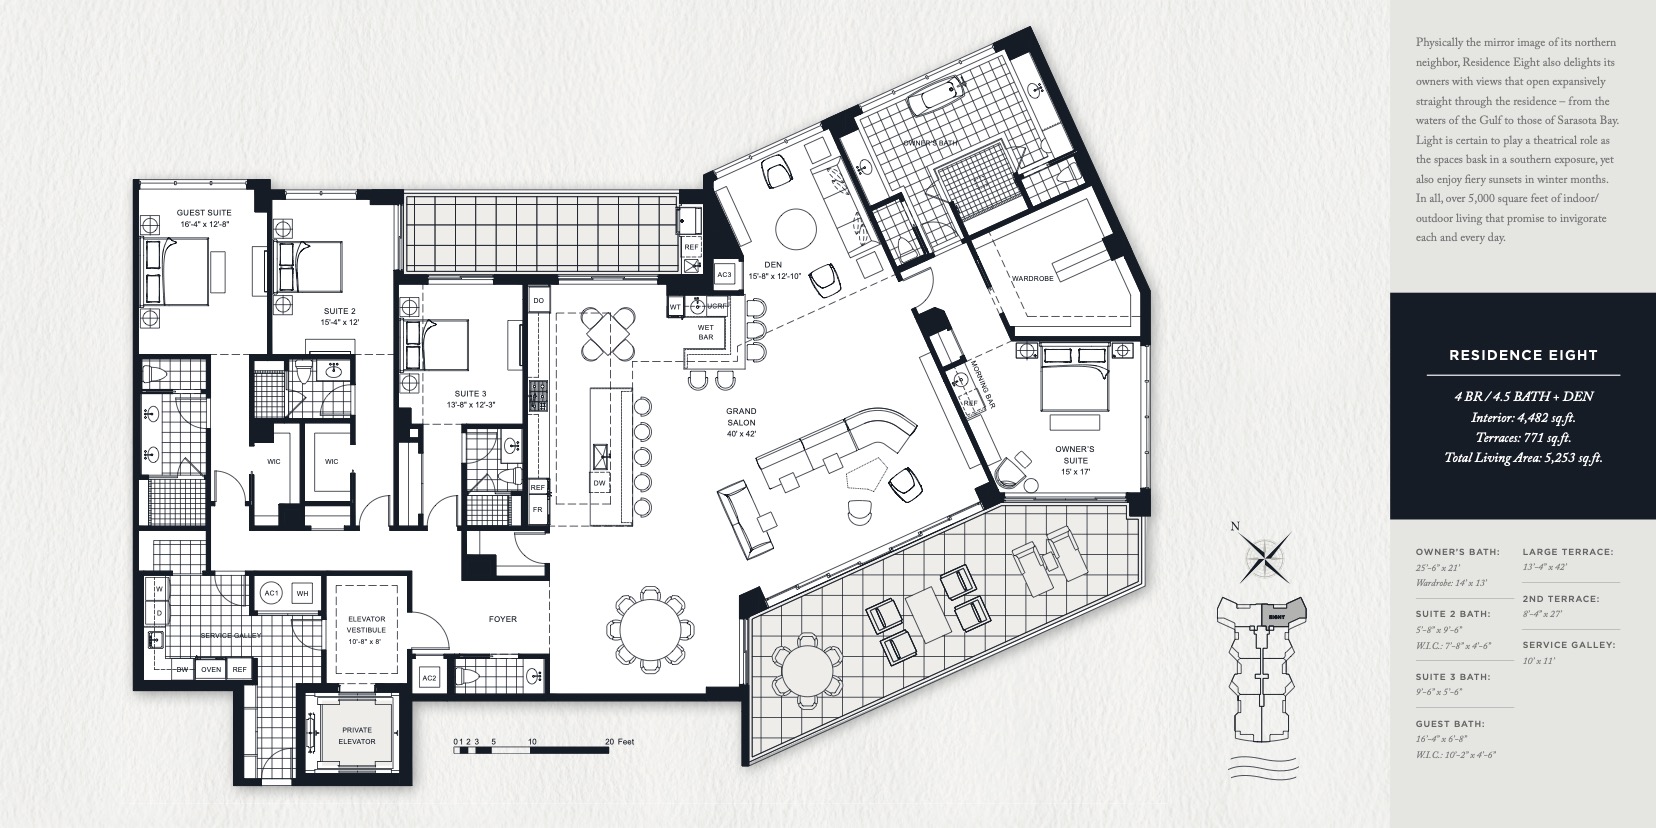 Physically the mirror image of its northern
neighbor, Residence Eight also delights its
owners with views that open expansively
straight through the residence – from the
waters of the Gulf to those of Sarasota Bay.
Light is certain to play a theatrical role as
the spaces bask in a southern exposure, yet
also enjoy fiery sunsets in winter months.
In all, over 5,000 square feet of indoor/
outdoor living that promise to invigorate
each and every day.
RESIDENCE EIGHT
4 BR / 4.5 BATH + DEN
Interior: 4,482 sq.ft.
Terraces: 771 sq.ft.
Total Living Area: 5,253 sq.ft.
OWNER'S BATH:
25'-6" x 21'
Wardrobe: 14' x 13'
SUITE 2 BATH:
5'-8" x 9'-6"
W.I.C.: 7'-8" x 4'-6"
SUITE 3 BATH:
9'-6" x 5'-6"
GUEST BATH:
16'-4" x 6'-8"
W.I.C.: 10'-2" x 4'-6"
LARGE TERRACE:
13'-4" x 42'
2ND TERRACE:
8'-4" x 27'
SERVICE GALLEY:
10' x 11'
GUEST SUITE
16'-4" x 12'-8"
SUITE 2
15'-4" x 12'
SUITE 3
13'-8" x 12'-3"
WIC
WIC
DO
REF
FR
DW
REF
AC3
WT
UCRF
WET
BAR
DEN
15'-8" x 12'-10"
OWNER'S BATH
WARDROBE
MORNING BAR
REF
OWNER'S
SUITE
15' x 17'
GRAND
SALON
40' x 42'
FOYER
AC1
WH
W
D
SERVICE GALLEY
DW
OVEN
REF
ELEVATOR
VESTIBULE
10'-8" x 8'
AC2
PRIVATE
ELEVATOR
0 1 2 3 5 10 20 Feet
N
EIGHT